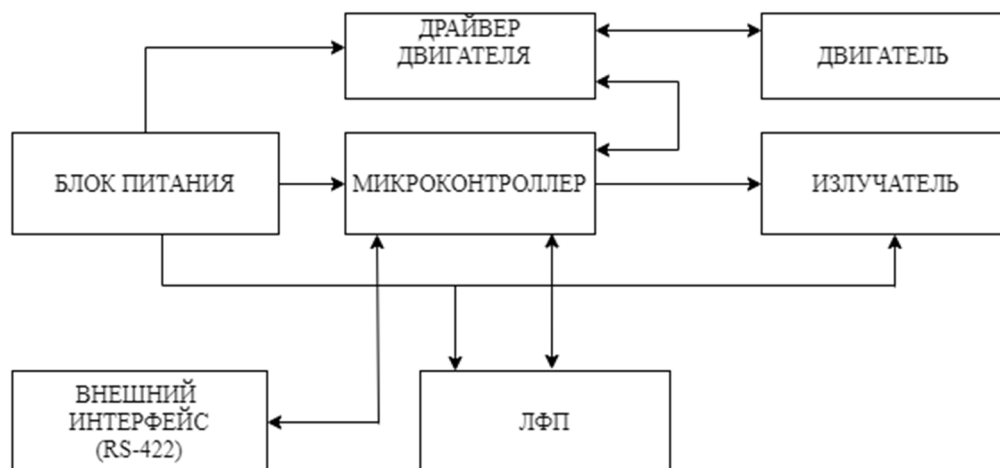 ДРАЙВЕР
ДВИГАТЕЛЯ
ДВИГАТЕЛЬ
БЛОК ПИТАНИЯ
МИКРОКОНТРОЛЛЕР
ИЗЛУЧАТЕЛЬ
ВНЕШНИЙ
ИНТЕРФЕЙС
(RS-422)
ЛФП